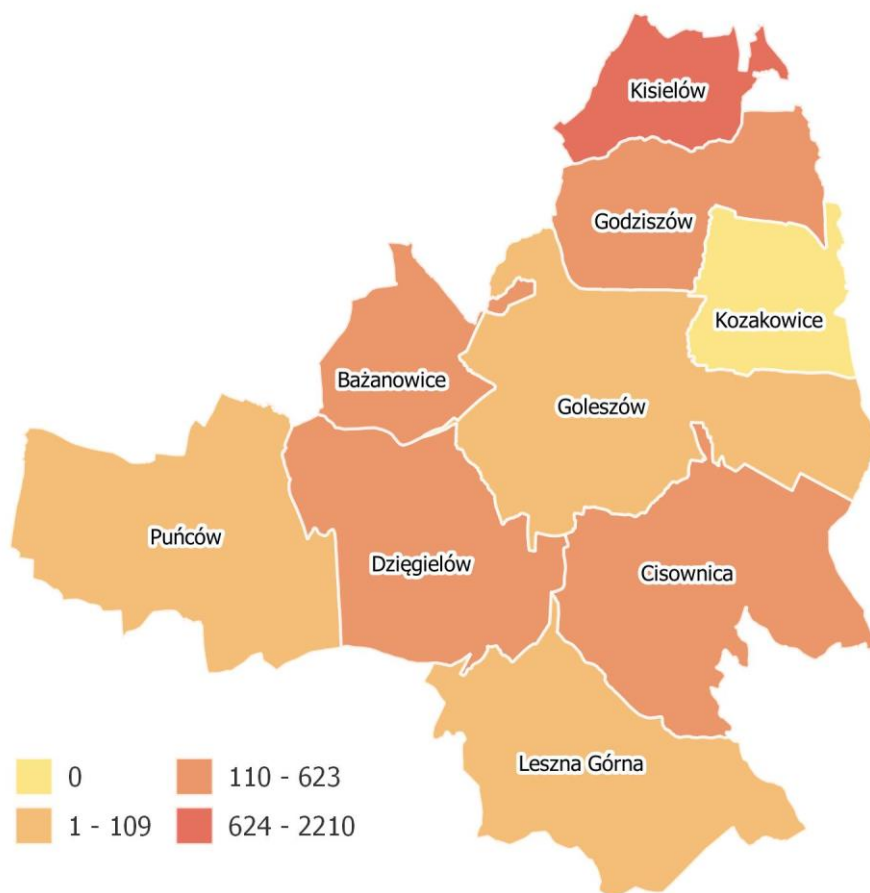 Kisielów
Godziszów
Kozakowice
Bażanowice
Goleszów
Puńców
Dzięgielów
Cisownica
Leszna Górna
0
110 - 623
1 - 109
624 - 2210